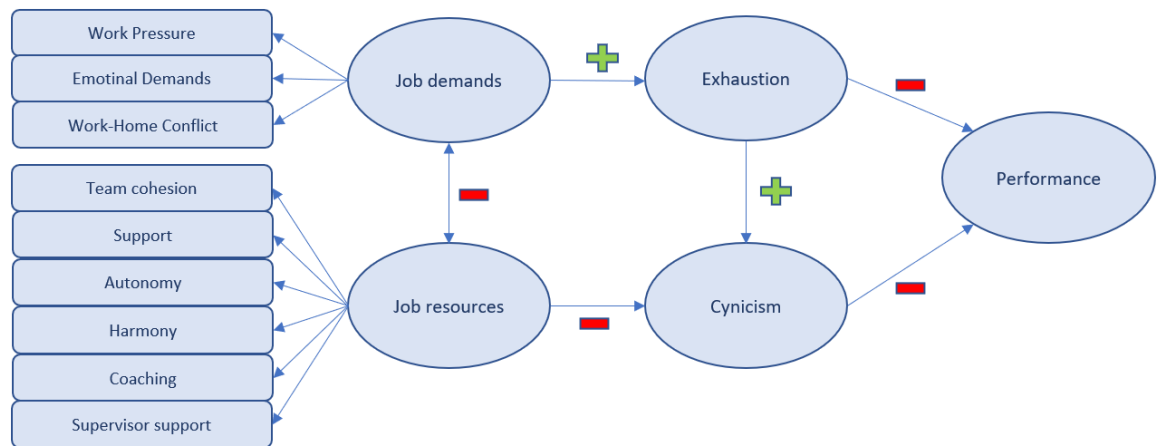 Work Pressure
Emotinal Demands
Work-Home Conflict
Team cohesion
Support
Autonomy
Harmony
Coaching
Supervisor support
Job demands
Job resources
Exhaustion
Cynicism
Performance